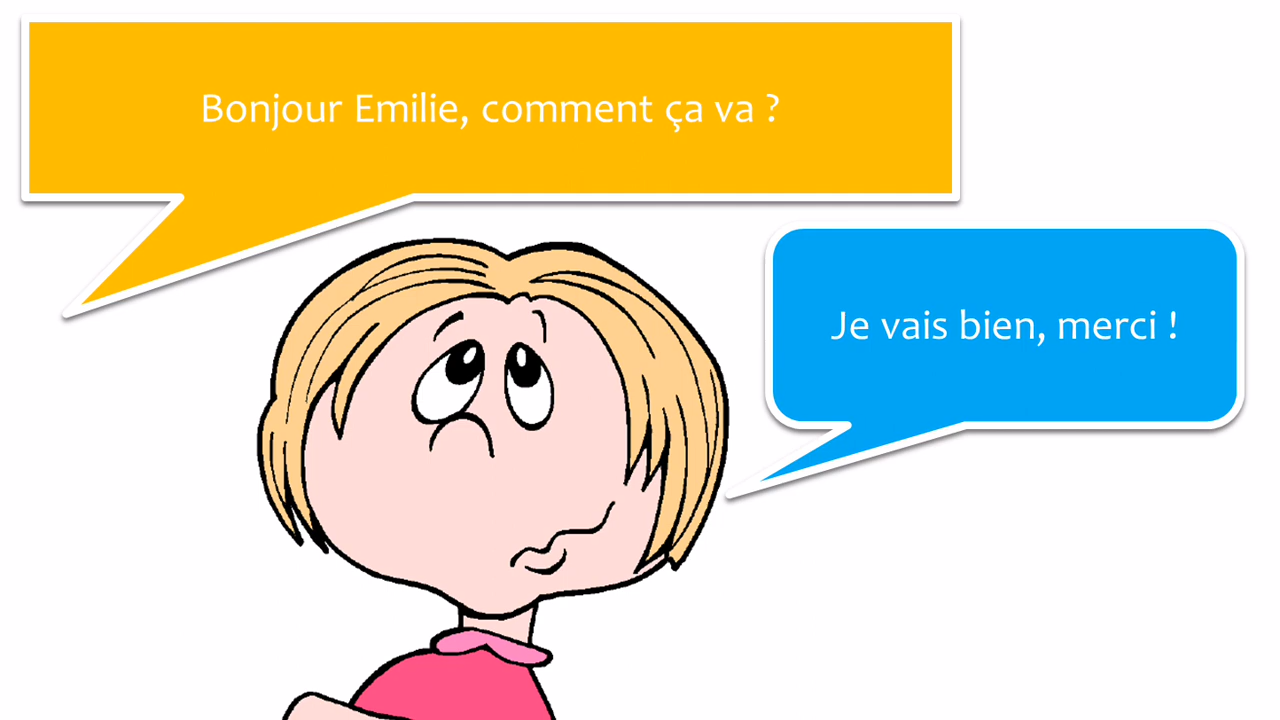 Bonjour Emilie, comment ça va ?
Je vais bien, merci !